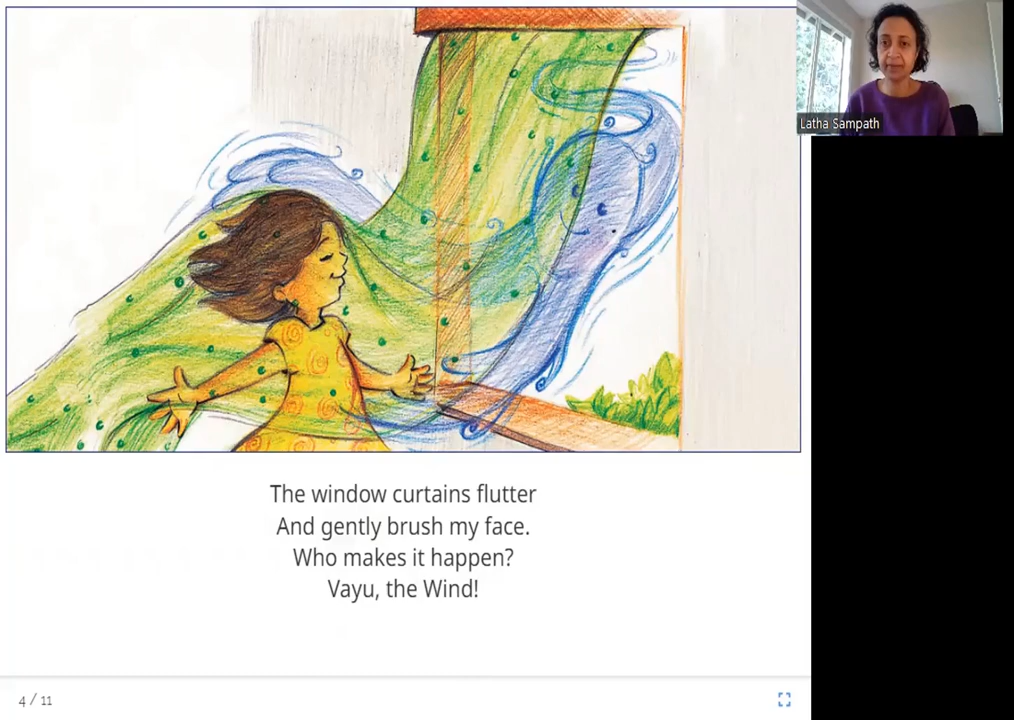 Latha Sampath
The window curtains flutter
And gently brush my face.
Who makes it happen?
Vayu, the Wind!
4 / 11